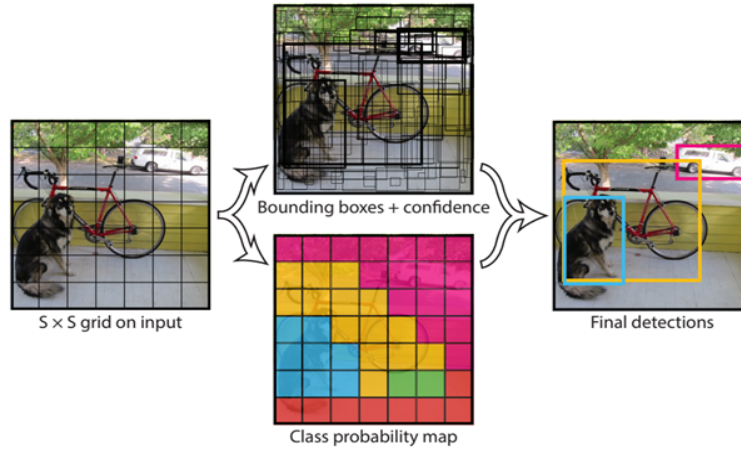 Bounding boxes + confidence
S × S grid on input
Final detections
Class probability map